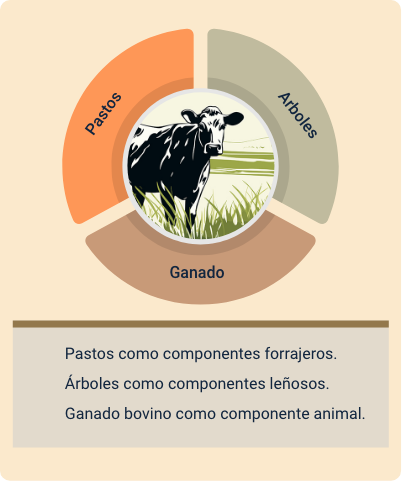 Pastos
Arboles
Ganado
Pastos como componentes forrajeros.
Árboles como componentes leñosos.
Ganado bovino como componente animal.